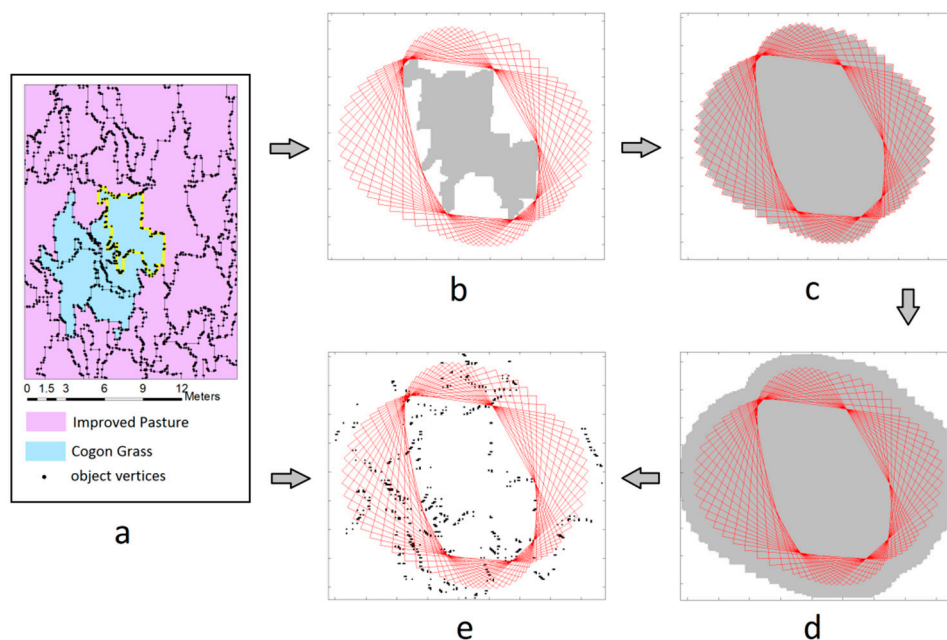 0 1.5 3 6 9 12
Meters
Improved Pasture
Cogon Grass
object vertices
a
b
c
e
d